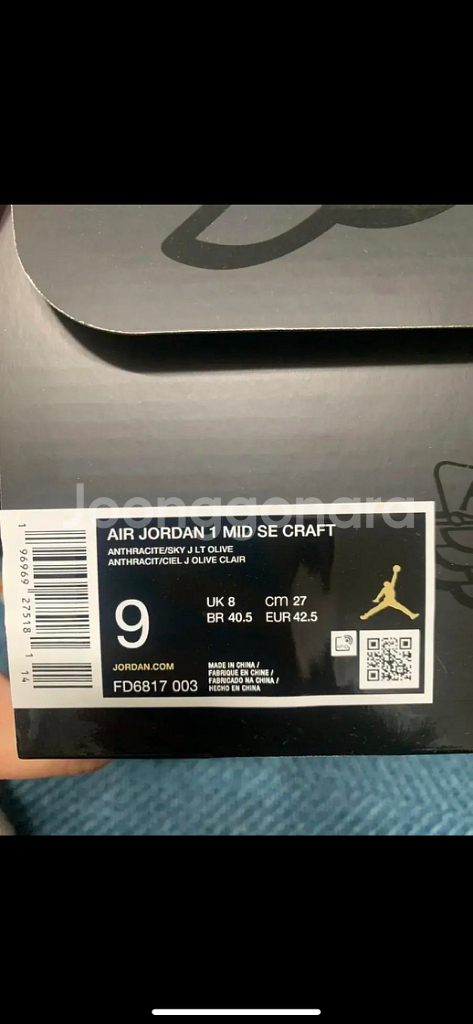 Joonggonara
AIR JORDAN 1 MID SE CRAFT
ANTHRACITE/SKY J LT OLIVE
ANTHRACIT/CIEL J OLIVE CLAIR
9
UK 8 cm 27
BR 40.5 EUR 42.5
JORDAN.COM
FD6817 003
MADE IN CHINA /
FABRIQUE EN CHINE /
FABRICADO NA CHINA /
HECHO EN CHINA
1 96969 27518 1 14